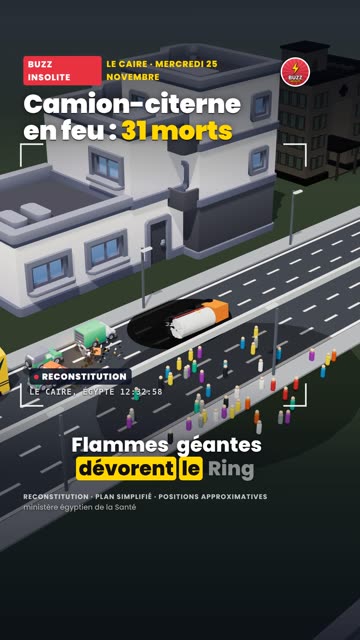 BUZZ INSOLITE
LE CAIRE · MERCREDI 25 NOVEMBRE
BUZZ
Camion-citerne
en feu : 31 morts
RECONSTITUTION
LE CAIRE, ÉGYPTE 12:32:58
Flammes géantes
dévorent le Ring
RECONSTITUTION · PLAN SIMPLIFIÉ · POSITIONS APPROXIMATIVES
ministère égyptien de la Santé